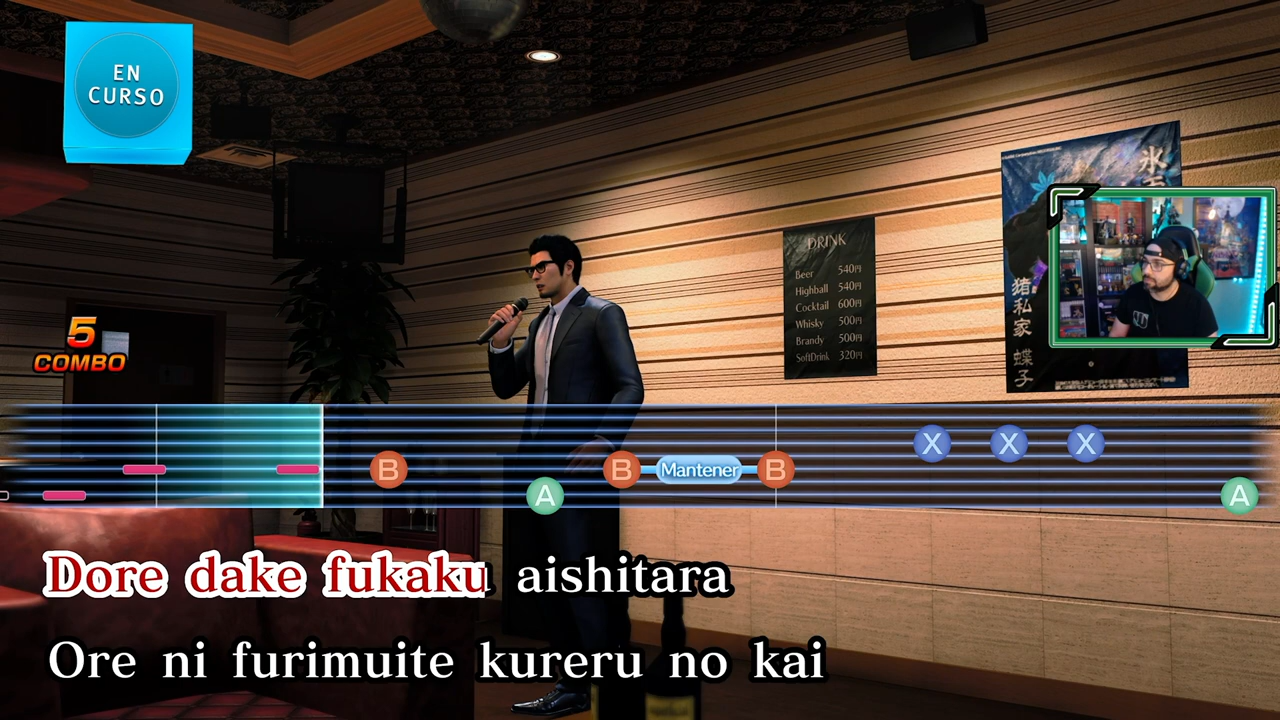 EN
CURSO
氷
DRINK
Beer 540円
Highball 540円
Cocktail 600円
Whisky 500円
Brandy 500円
SoftDrink 320円
猪私家 蝶子
5
COMBO
X X X
B B Mantener B
A A
Dore dake fukaku aishitara
Ore ni furimuite kureru no kai